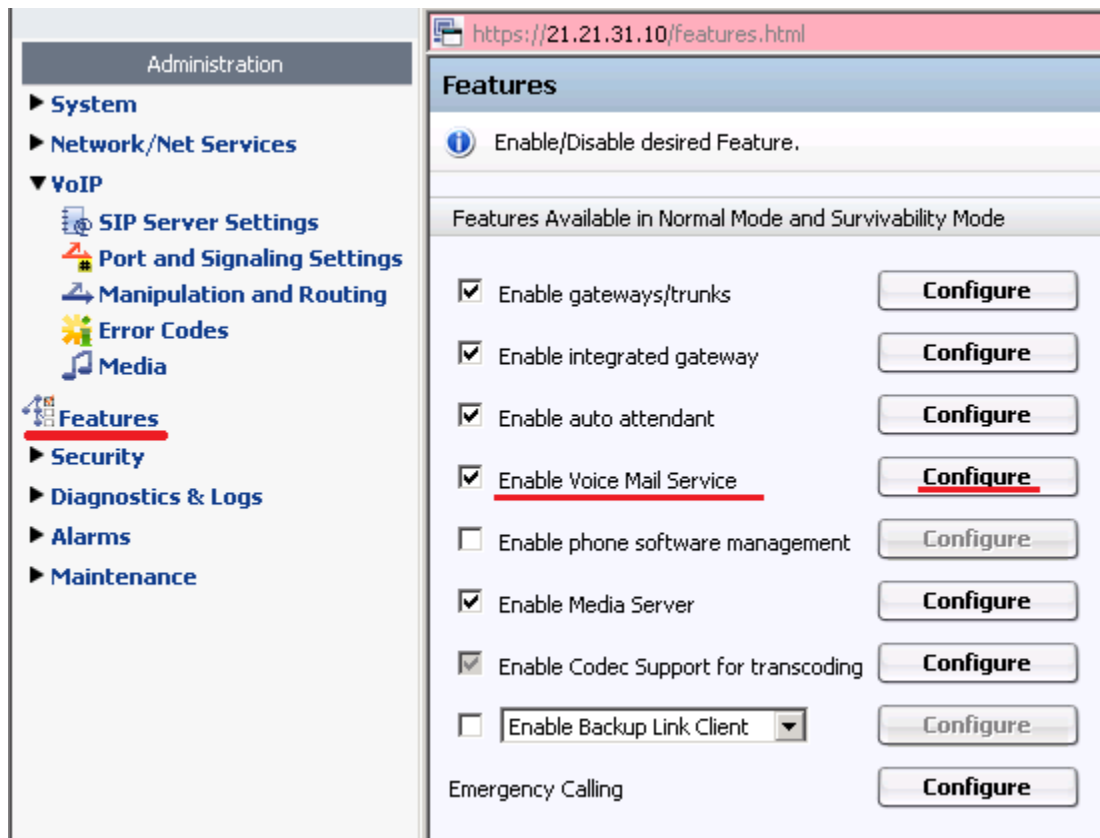 Administration
System
Network/Net Services
VoIP
SIP Server Settings
Port and Signaling Settings
Manipulation and Routing
Error Codes
Media
Features
Security
Diagnostics & Logs
Alarms
Maintenance
https://21.21.31.10/features.html
Features
Enable/Disable desired Feature.
Features Available in Normal Mode and Survivability Mode
Enable gateways/trunks Configure
Enable integrated gateway Configure
Enable auto attendant Configure
Enable Voice Mail Service Configure
Enable phone software management Configure
Enable Media Server Configure
Enable Codec Support for transcoding Configure
Enable Backup Link Client Configure
Emergency Calling Configure